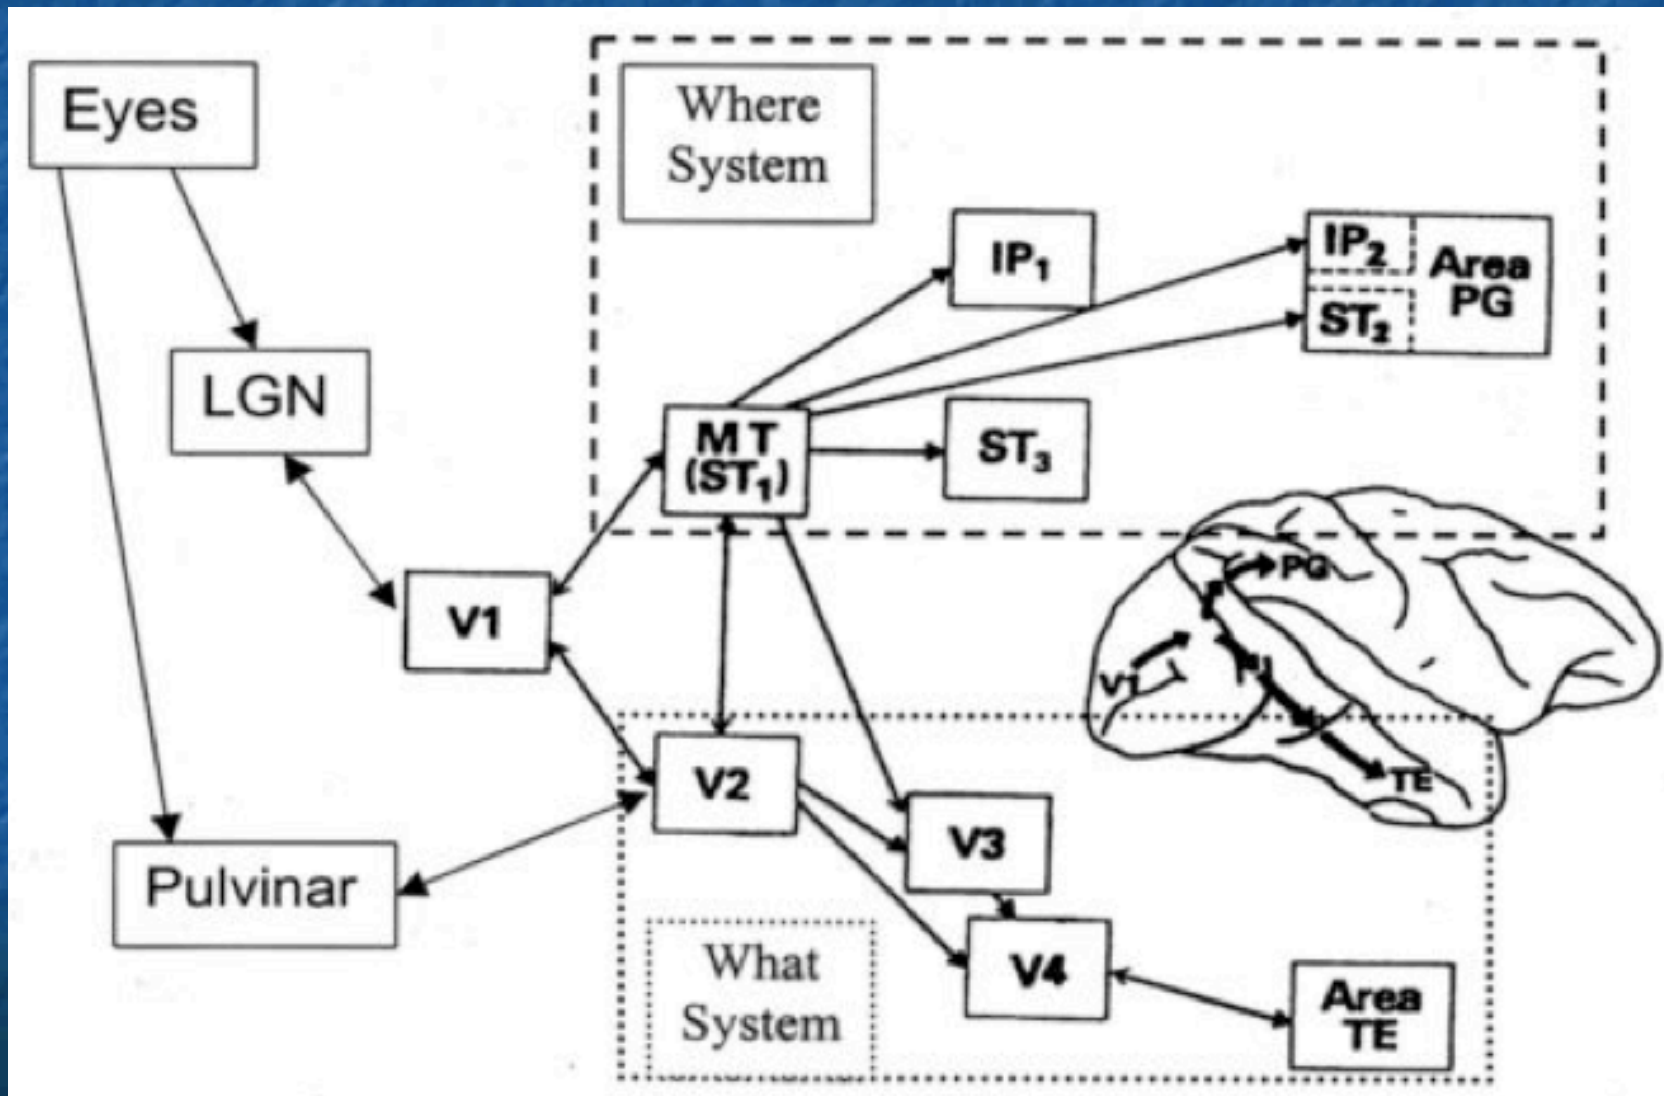 Eyes
Where
System
IP₁
IP₂
Area
PG
ST₂
LGN
MT
(ST₁)
ST₃
PG
V1
V1
V2
TE
V3
Pulvinar
What
System
V4
Area
TE